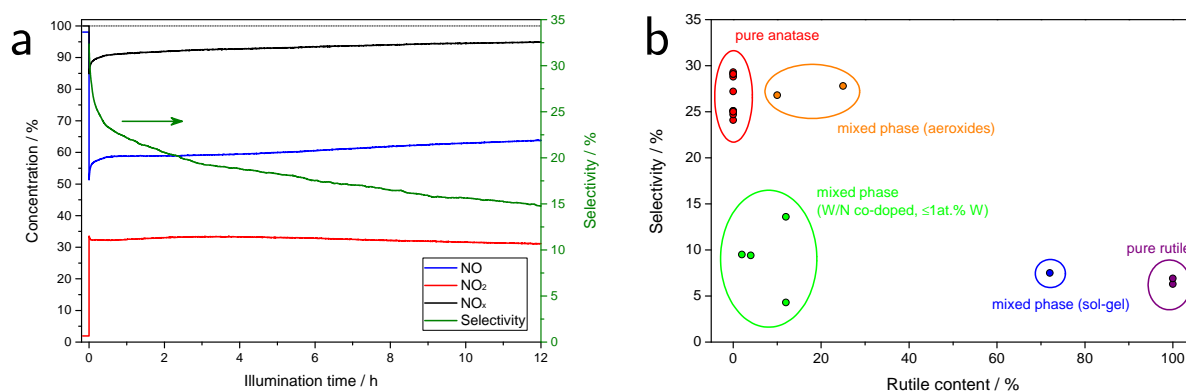 a
Concentration / %
100
90
80
70
60
50
40
30
20
10
0
0
2
4
6
8
10
12
Illumination time / h
35
30
25
20
15
10
5
0
Selectivity / %
NO
NO₂
NOₓ
Selectivity
b
Selectivity / %
35
30
25
20
15
10
5
0
0
20
40
60
80
100
Rutile content / %
pure anatase
mixed phase (aeroxides)
mixed phase
(W/N co-doped, ≤1at.% W)
mixed phase (sol-gel)
pure rutile